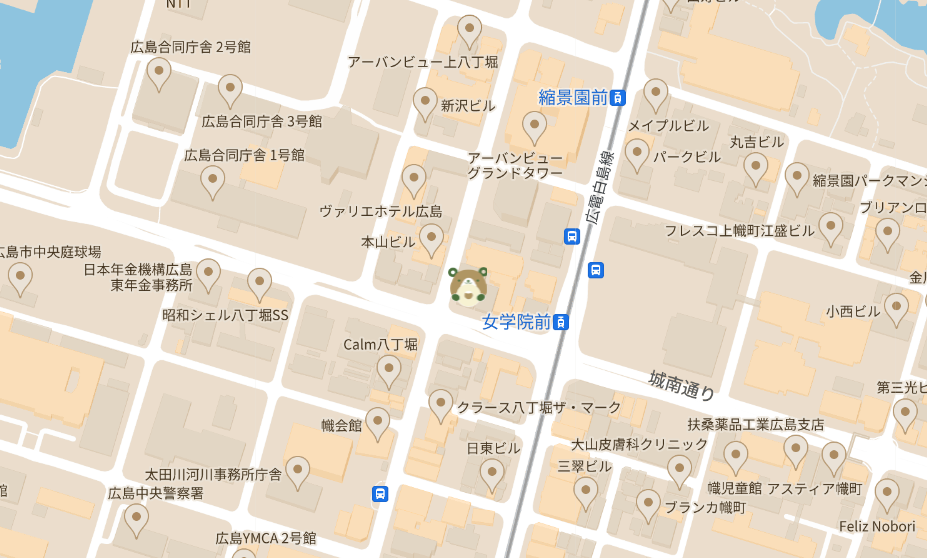 NTT
広島合同庁舎 2号館
アーバンビュー上八丁堀
縮景園前
新沢ビル
広島合同庁舎 3号館
メイプルビル
丸吉ビル
広島合同庁舎 1号館
アーバンビュー
グランドタワー
パークビル
広電白島線
縮景園パークマン
ヴァリエホテル広島
ブリアン
本山ビル
フレスコ上幟町江盛ビル
広島市中央庭球場
日本年金機構広島
東年金事務所
昭和シェル八丁堀SS
女学院前
小西ビル
Calm八丁堀
城南通り
クラース八丁堀ザ・マーク
幟会館
扶桑薬品工業広島支店
日東ビル
大山皮膚科クリニック
三翠ビル
太田川河川事務所庁舎
広島中央警察署
幟児童館
アスティア幟町
ブランカ幟町
Feliz Nobori
広島YMCA 2号館